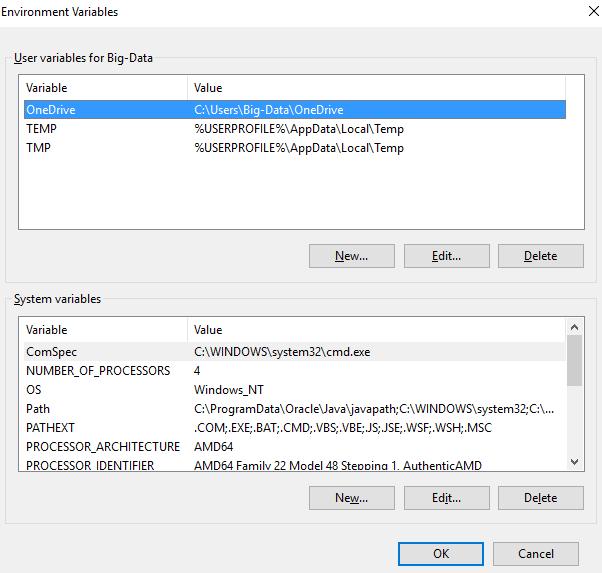 Environment Variables
User variables for Big-Data
Variable Value
OneDrive C:\Users\Big-Data\OneDrive
TEMP %USERPROFILE%\AppData\Local\Temp
TMP %USERPROFILE%\AppData\Local\Temp
New... Edit... Delete
System variables
Variable Value
ComSpec C:\WINDOWS\system32\cmd.exe
NUMBER_OF_PROCESSORS 4
OS Windows_NT
Path C:\ProgramData\Oracle\Java\javapath;C:\WINDOWS\system32;C:\...
PATHEXT .COM;.EXE;.BAT;.CMD;.VBS;.VBE;.JS;.JSE;.WSF;.WSH;.MSC
PROCESSOR_ARCHITECTURE AMD64
PROCESSOR_IDENTIFIER AMD64 Family 22 Model 48 Stepping 1, AuthenticAMD
New... Edit... Delete
OK Cancel